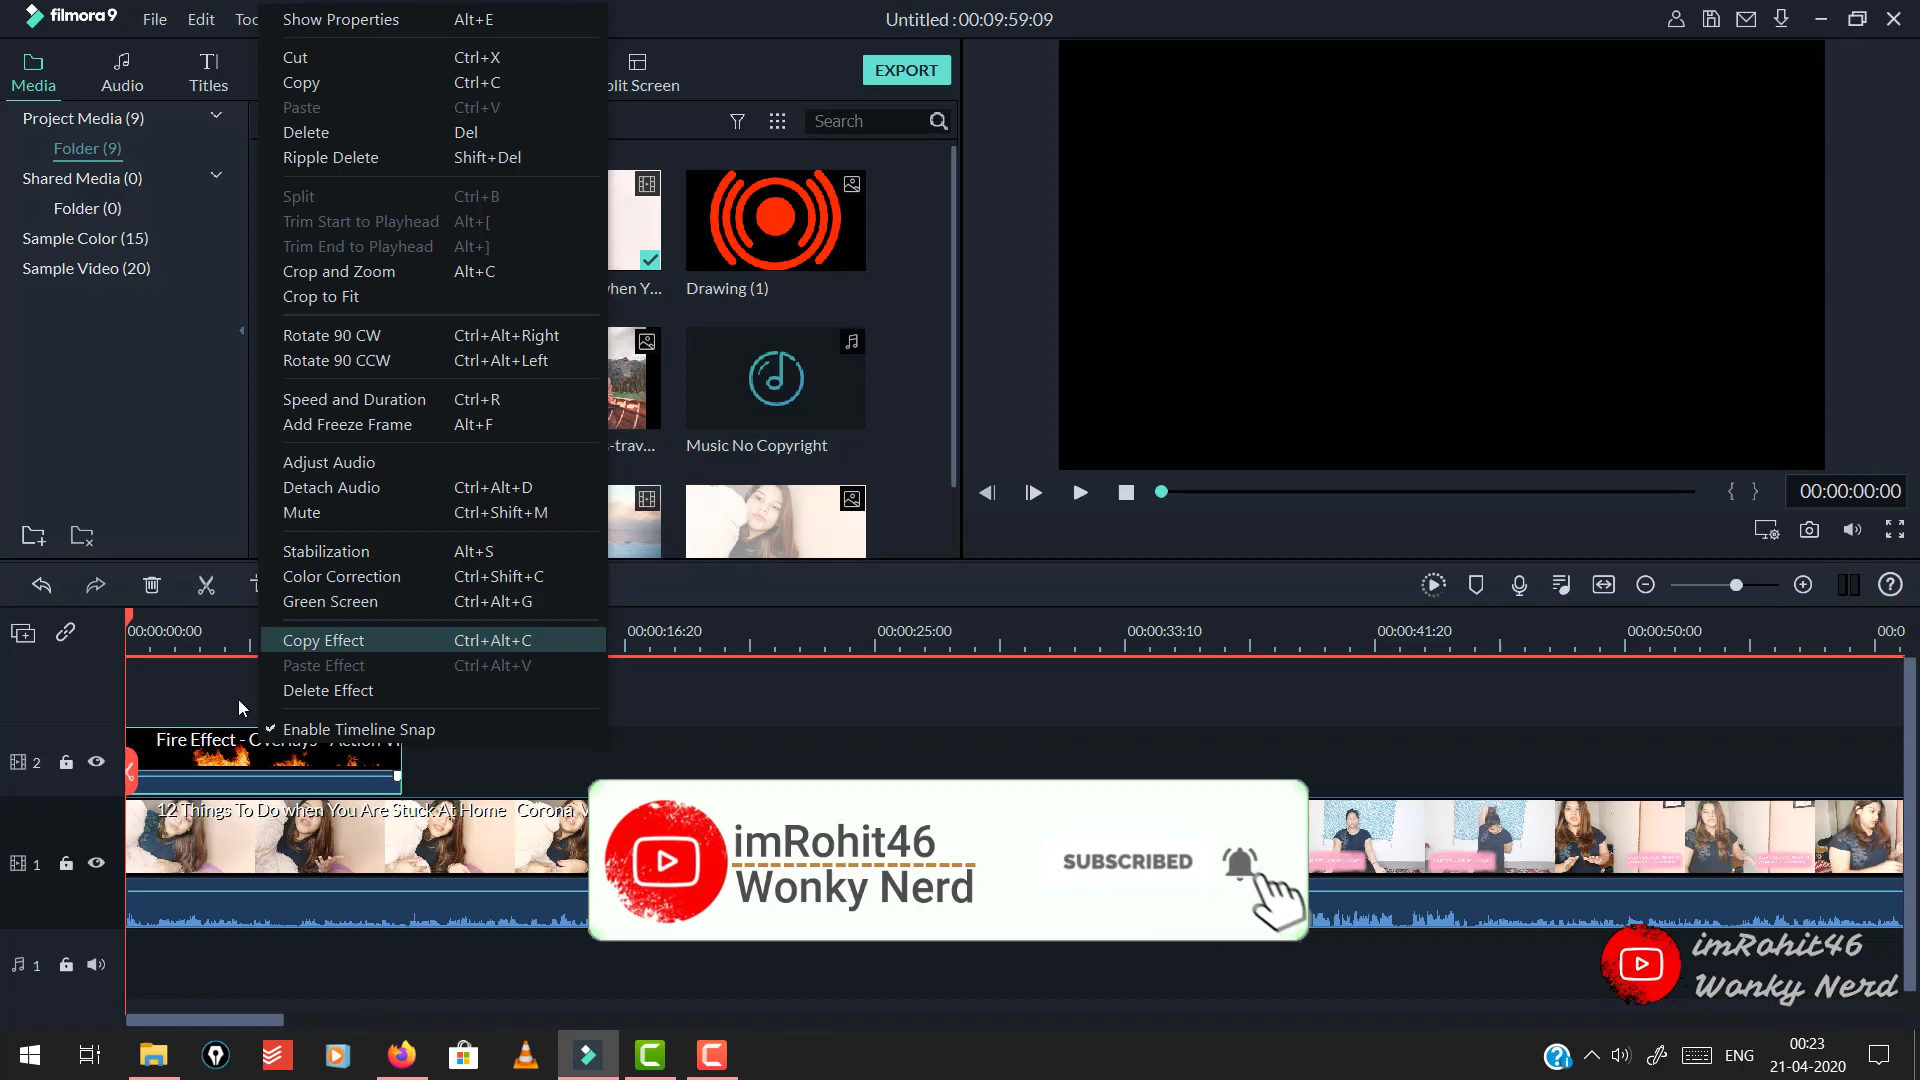 filmora9
File
Edit
Too
Untitled : 00:09:59:09
Media
Audio
Titles
plit Screen
EXPORT
Project Media (9)
Folder (9)
Shared Media (0)
Folder (0)
Sample Color (15)
Sample Video (20)
Search
Show Properties Alt+E
Cut Ctrl+X
Copy Ctrl+C
Paste Ctrl+V
Delete Del
Ripple Delete Shift+Del
Split Ctrl+B
Trim Start to Playhead Alt+[
Trim End to Playhead Alt+]
Crop and Zoom Alt+C
Crop to Fit
Rotate 90 CW Ctrl+Alt+Right
Rotate 90 CCW Ctrl+Alt+Left
Speed and Duration Ctrl+R
Add Freeze Frame Alt+F
Adjust Audio
Detach Audio Ctrl+Alt+D
Mute Ctrl+Shift+M
Stabilization Alt+S
Color Correction Ctrl+Shift+C
Green Screen Ctrl+Alt+G
Copy Effect Ctrl+Alt+C
Paste Effect Ctrl+Alt+V
Delete Effect
Enable Timeline Snap
hen Y...
Drawing (1)
-trav...
Music No Copyright
{ }
00:00:00:00
00:00:00:00
00:00:16:20
00:00:25:00
00:00:33:10
00:00:41:20
00:00:50:00
00:0
2
Fire Effect - Overlays - Action Vi
1
12 Things To Do when You Are Stuck At Home Corona V
1
imRohit46
Wonky Nerd
SUBSCRIBED
imRohit46
Wonky Nerd
ENG
00:23
21-04-2020